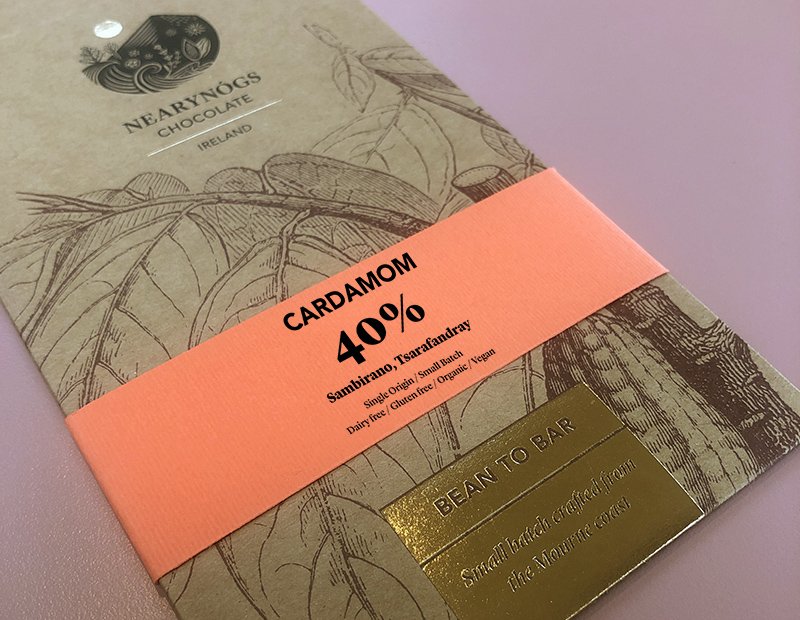 NEARYNÓGS
CHOCOLATE
IRELAND
CARDAMOM
40%
Sambirano, Tsarafandray
Single Origin / Small Batch
Dairy free / Gluten free / Organic / Vegan
BEAN TO BAR
Small batch crafted from
the Mourne coast